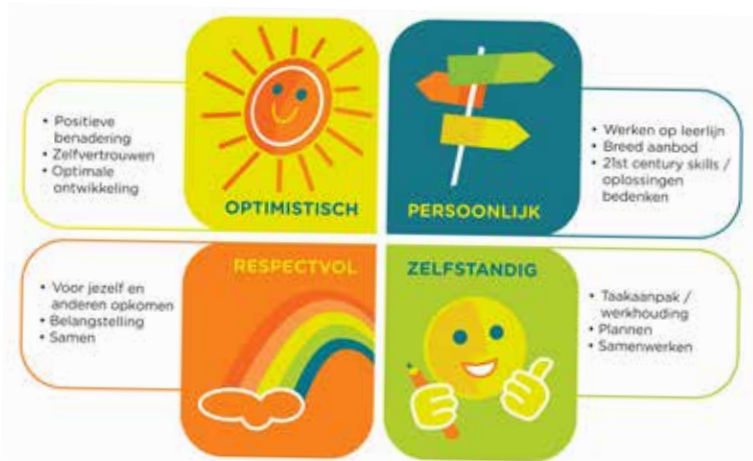 • Positieve
benadering
• Zelfvertrouwen
• Optimale
ontwikkeling
OPTIMISTISCH
PERSOONLIJK
• Werken op leerlijn
• Breed aanbod
• 21st century skills /
oplossingen
bedenken
• Voor jezelf en
anderen opkomen
• Belangstelling
• Samen
RESPECTVOL
ZELFSTANDIG
• Taakaanpak /
werkhouding
• Plannen
• Samenwerken